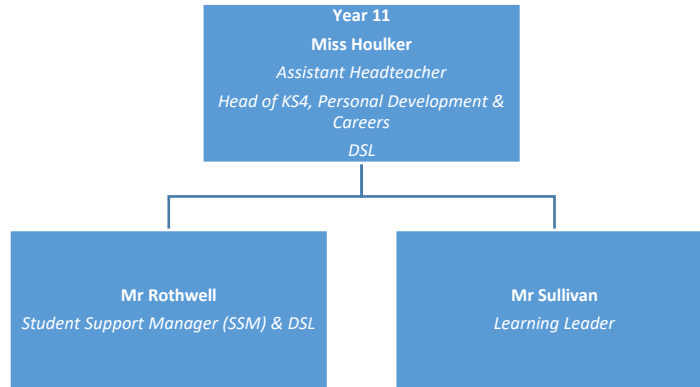 Year 11
Miss Houlker
Assistant Headteacher
Head of KS4, Personal Development &
Careers
DSL
Mr Rothwell
Student Support Manager (SSM) & DSL
Mr Sullivan
Learning Leader